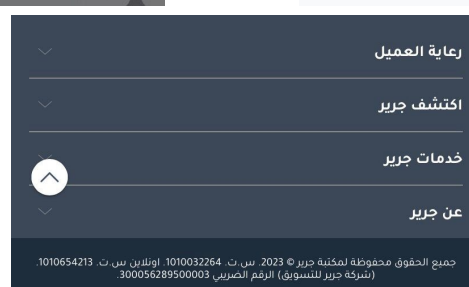 رعاية العميل
اكتشف جرير
خدمات جرير
عن جرير
جميع الحقوق محفوظة لمكتبة جرير © 2023. س.ت. 1010032264. اونلاين س.ت. 1010654213.
(شركة جرير للتسويق) الرقم الضريبي 300056289500003.